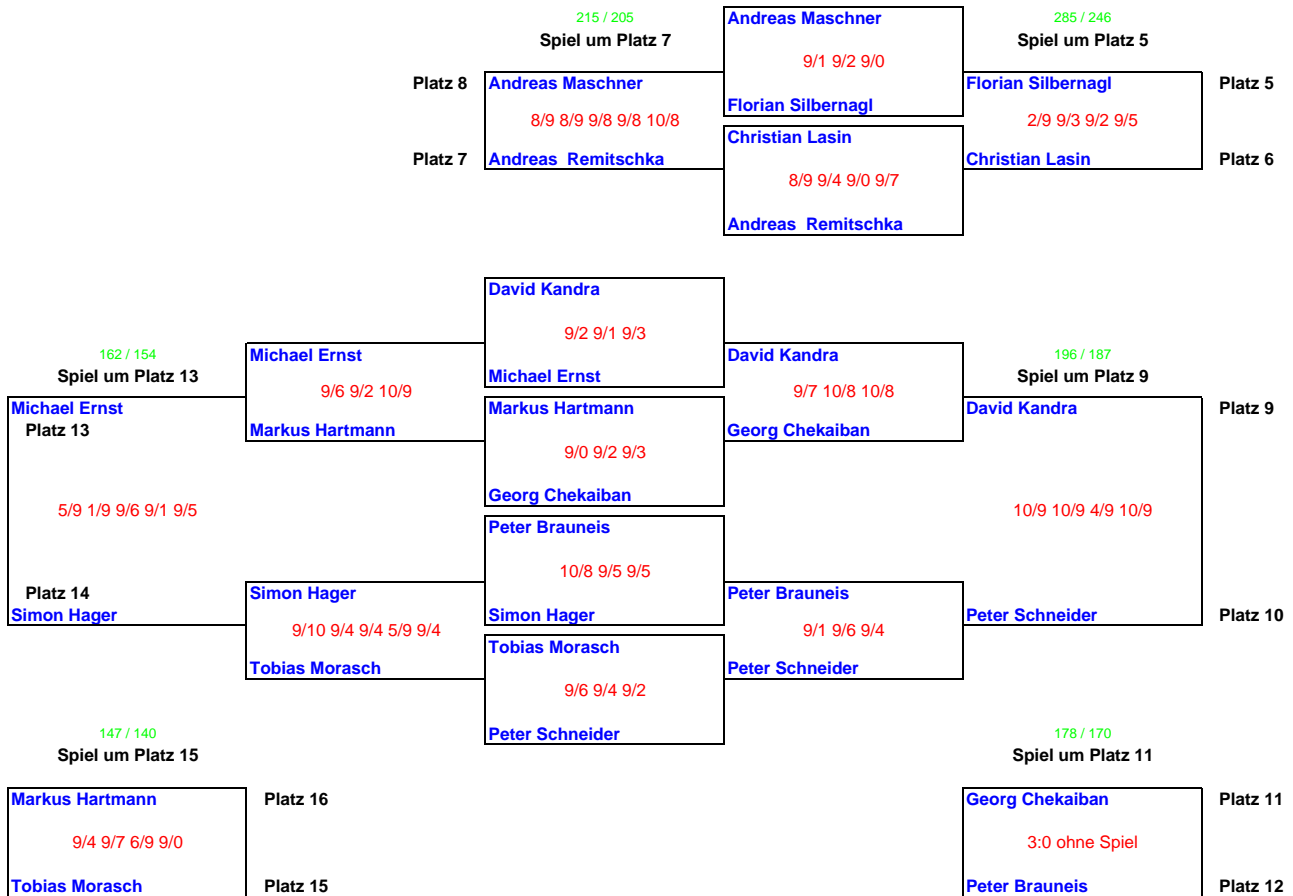 215 / 205 Andreas Maschner 285 / 246
Spiel um Platz 7 Spiel um Platz 5
9/1 9/2 9/0
Platz 8 Andreas Maschner Florian Silbernagl Platz 5
Florian Silbernagl
8/9 8/9 9/8 9/8 10/8 2/9 9/3 9/2 9/5
Christian Lasin
Platz 7 Andreas  Remitschka Christian Lasin Platz 6
8/9 9/4 9/0 9/7
Andreas  Remitschka
David Kandra
9/2 9/1 9/3
162 / 154 Michael Ernst David Kandra 196 / 187
Spiel um Platz 13 Michael Ernst Spiel um Platz 9
9/6 9/2 10/9 9/7 10/8 10/8
Michael Ernst Markus Hartmann David Kandra Platz 9
Platz 13 Markus Hartmann Georg Chekaiban
9/0 9/2 9/3
Georg Chekaiban
5/9 1/9 9/6 9/1 9/5 10/9 10/9 4/9 10/9
Peter Brauneis
10/8 9/5 9/5
Platz 14 Simon Hager Peter Brauneis
Simon Hager Simon Hager Peter Schneider Platz 10
9/10 9/4 9/4 5/9 9/4 9/1 9/6 9/4
Tobias Morasch
Tobias Morasch Peter Schneider
9/6 9/4 9/2
147 / 140 Peter Schneider 178 / 170
Spiel um Platz 15 Spiel um Platz 11
Markus Hartmann Platz 16 Georg Chekaiban Platz 11
9/4 9/7 6/9 9/0 3:0 ohne Spiel
Tobias Morasch Platz 15 Peter Brauneis Platz 12